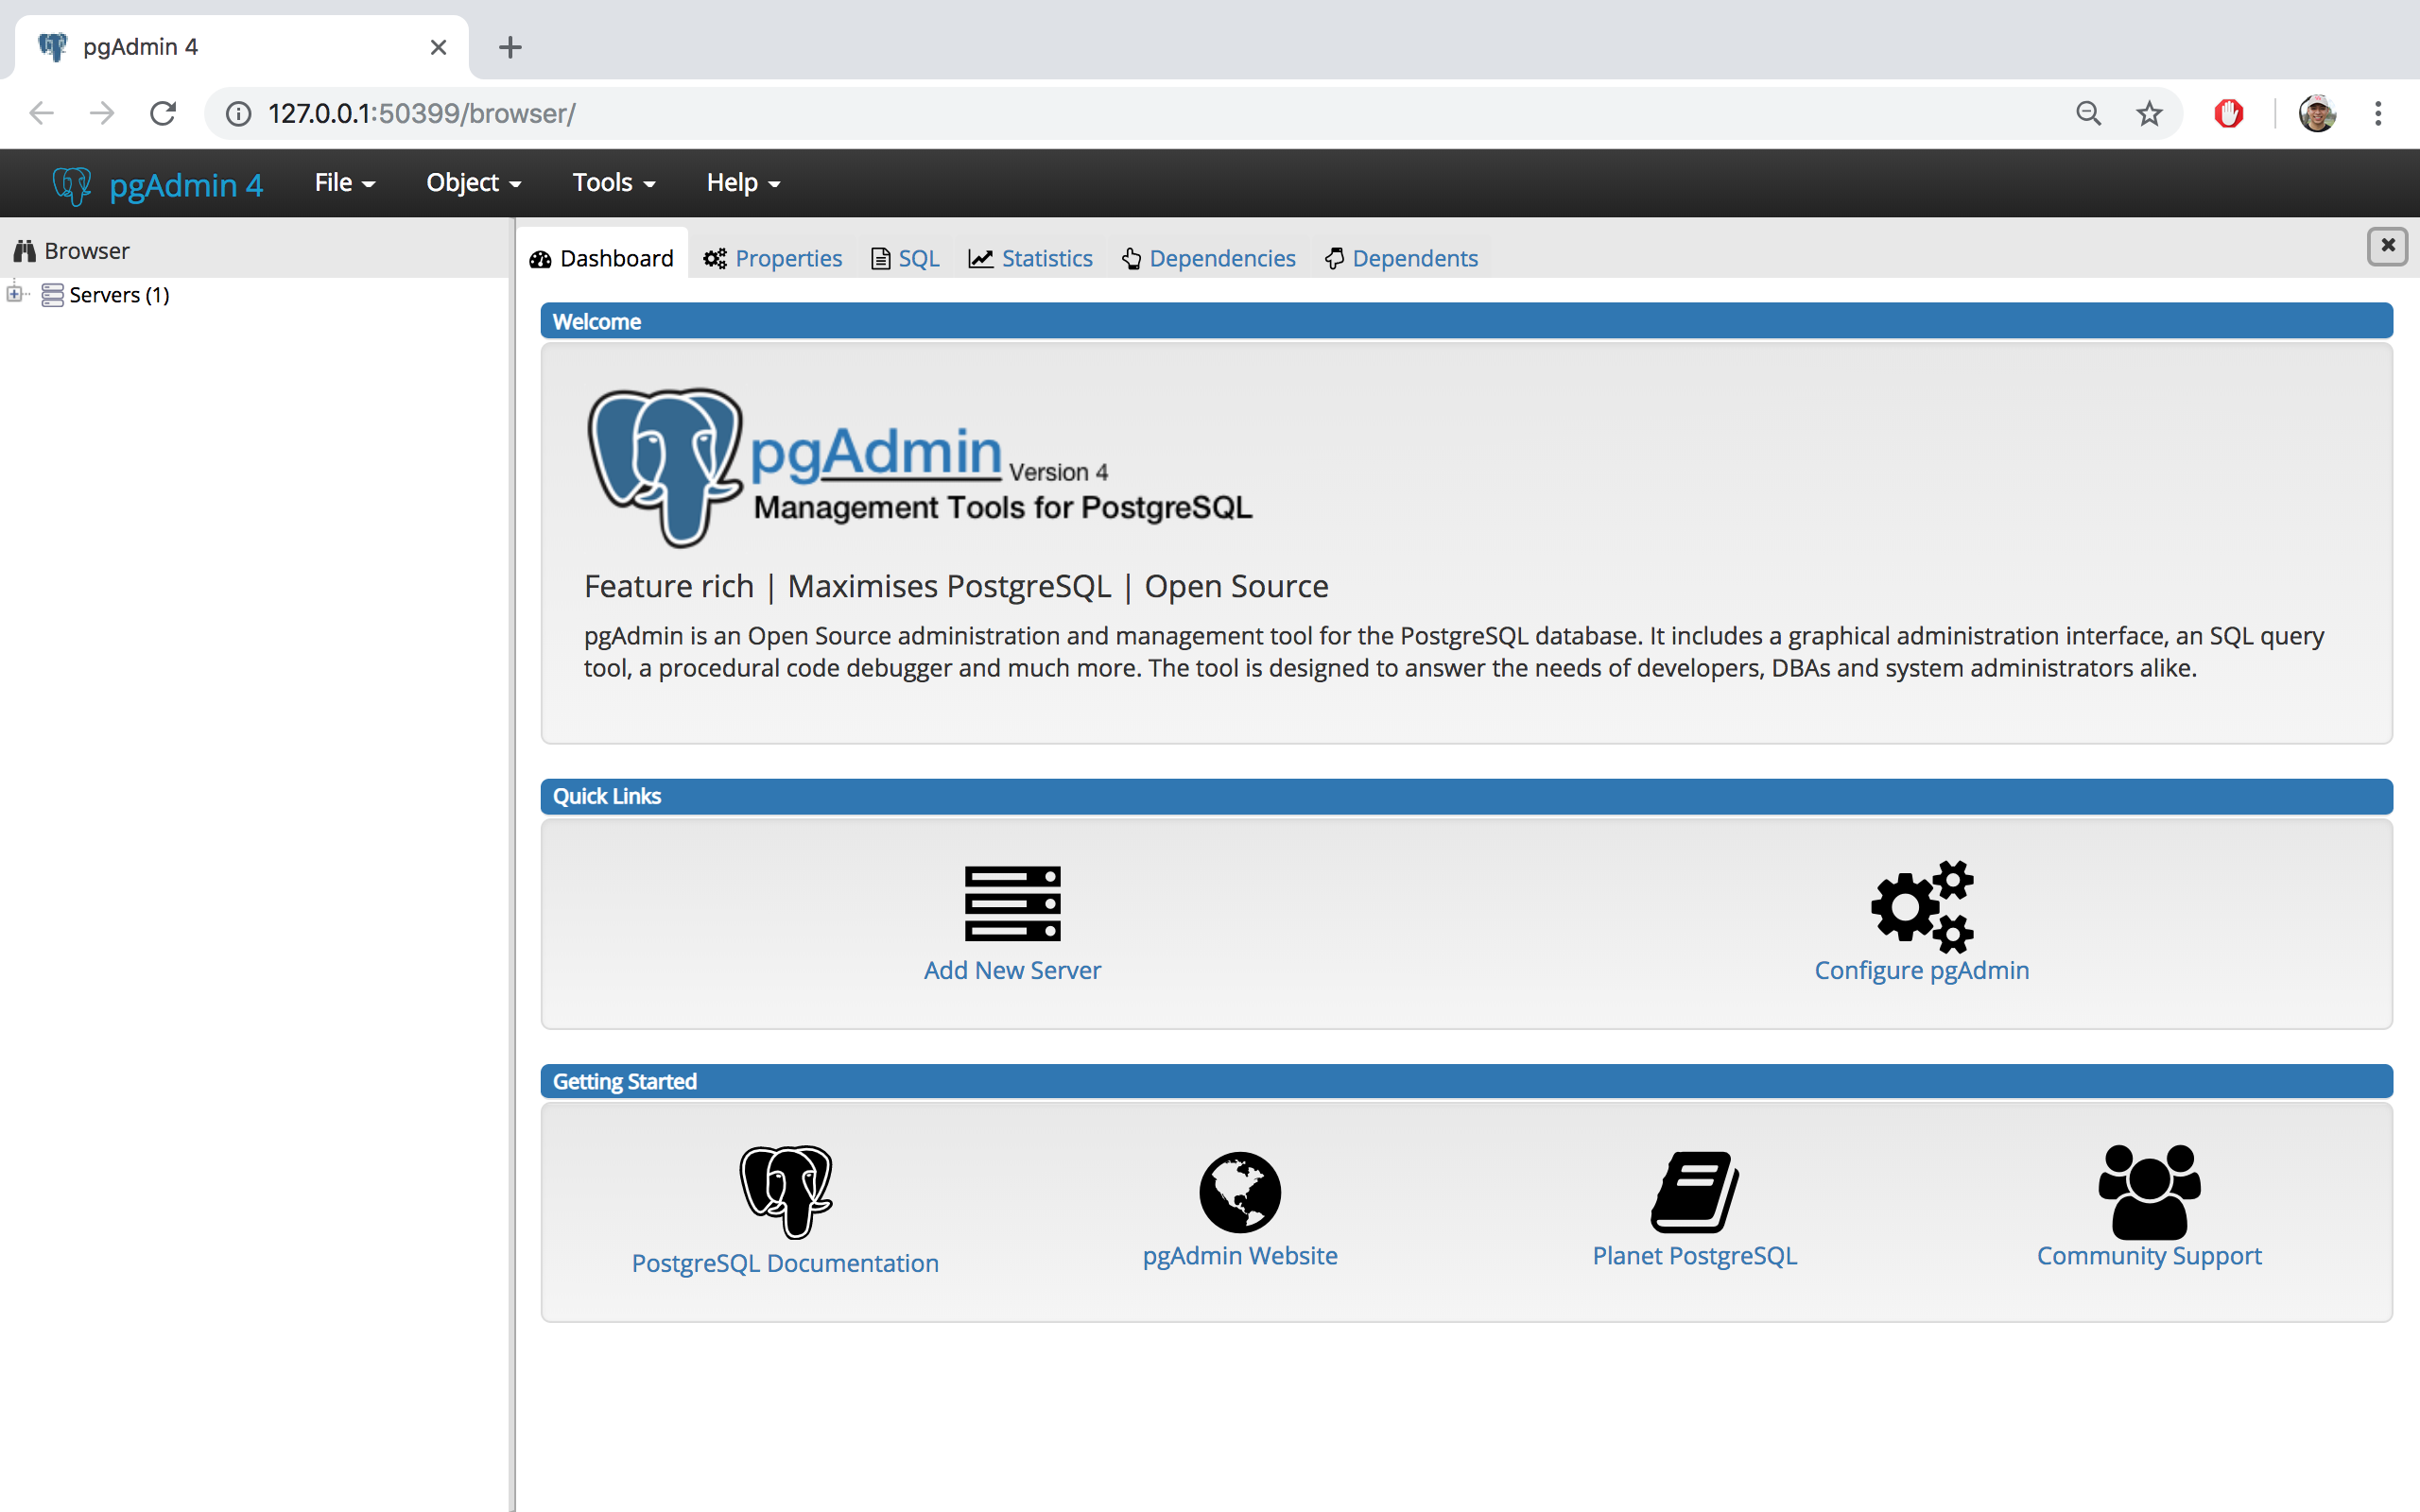 pgAdmin 4
127.0.0.1:50399/browser/
pgAdmin 4 File Object Tools Help
Browser
Servers (1)
Dashboard Properties SQL Statistics Dependencies Dependents
Welcome
pgAdmin Version 4
Management Tools for PostgreSQL
Feature rich | Maximises PostgreSQL | Open Source
pgAdmin is an Open Source administration and management tool for the PostgreSQL database. It includes a graphical administration interface, an SQL query
tool, a procedural code debugger and much more. The tool is designed to answer the needs of developers, DBAs and system administrators alike.
Quick Links
Add New Server Configure pgAdmin
Getting Started
PostgreSQL Documentation pgAdmin Website Planet PostgreSQL Community Support